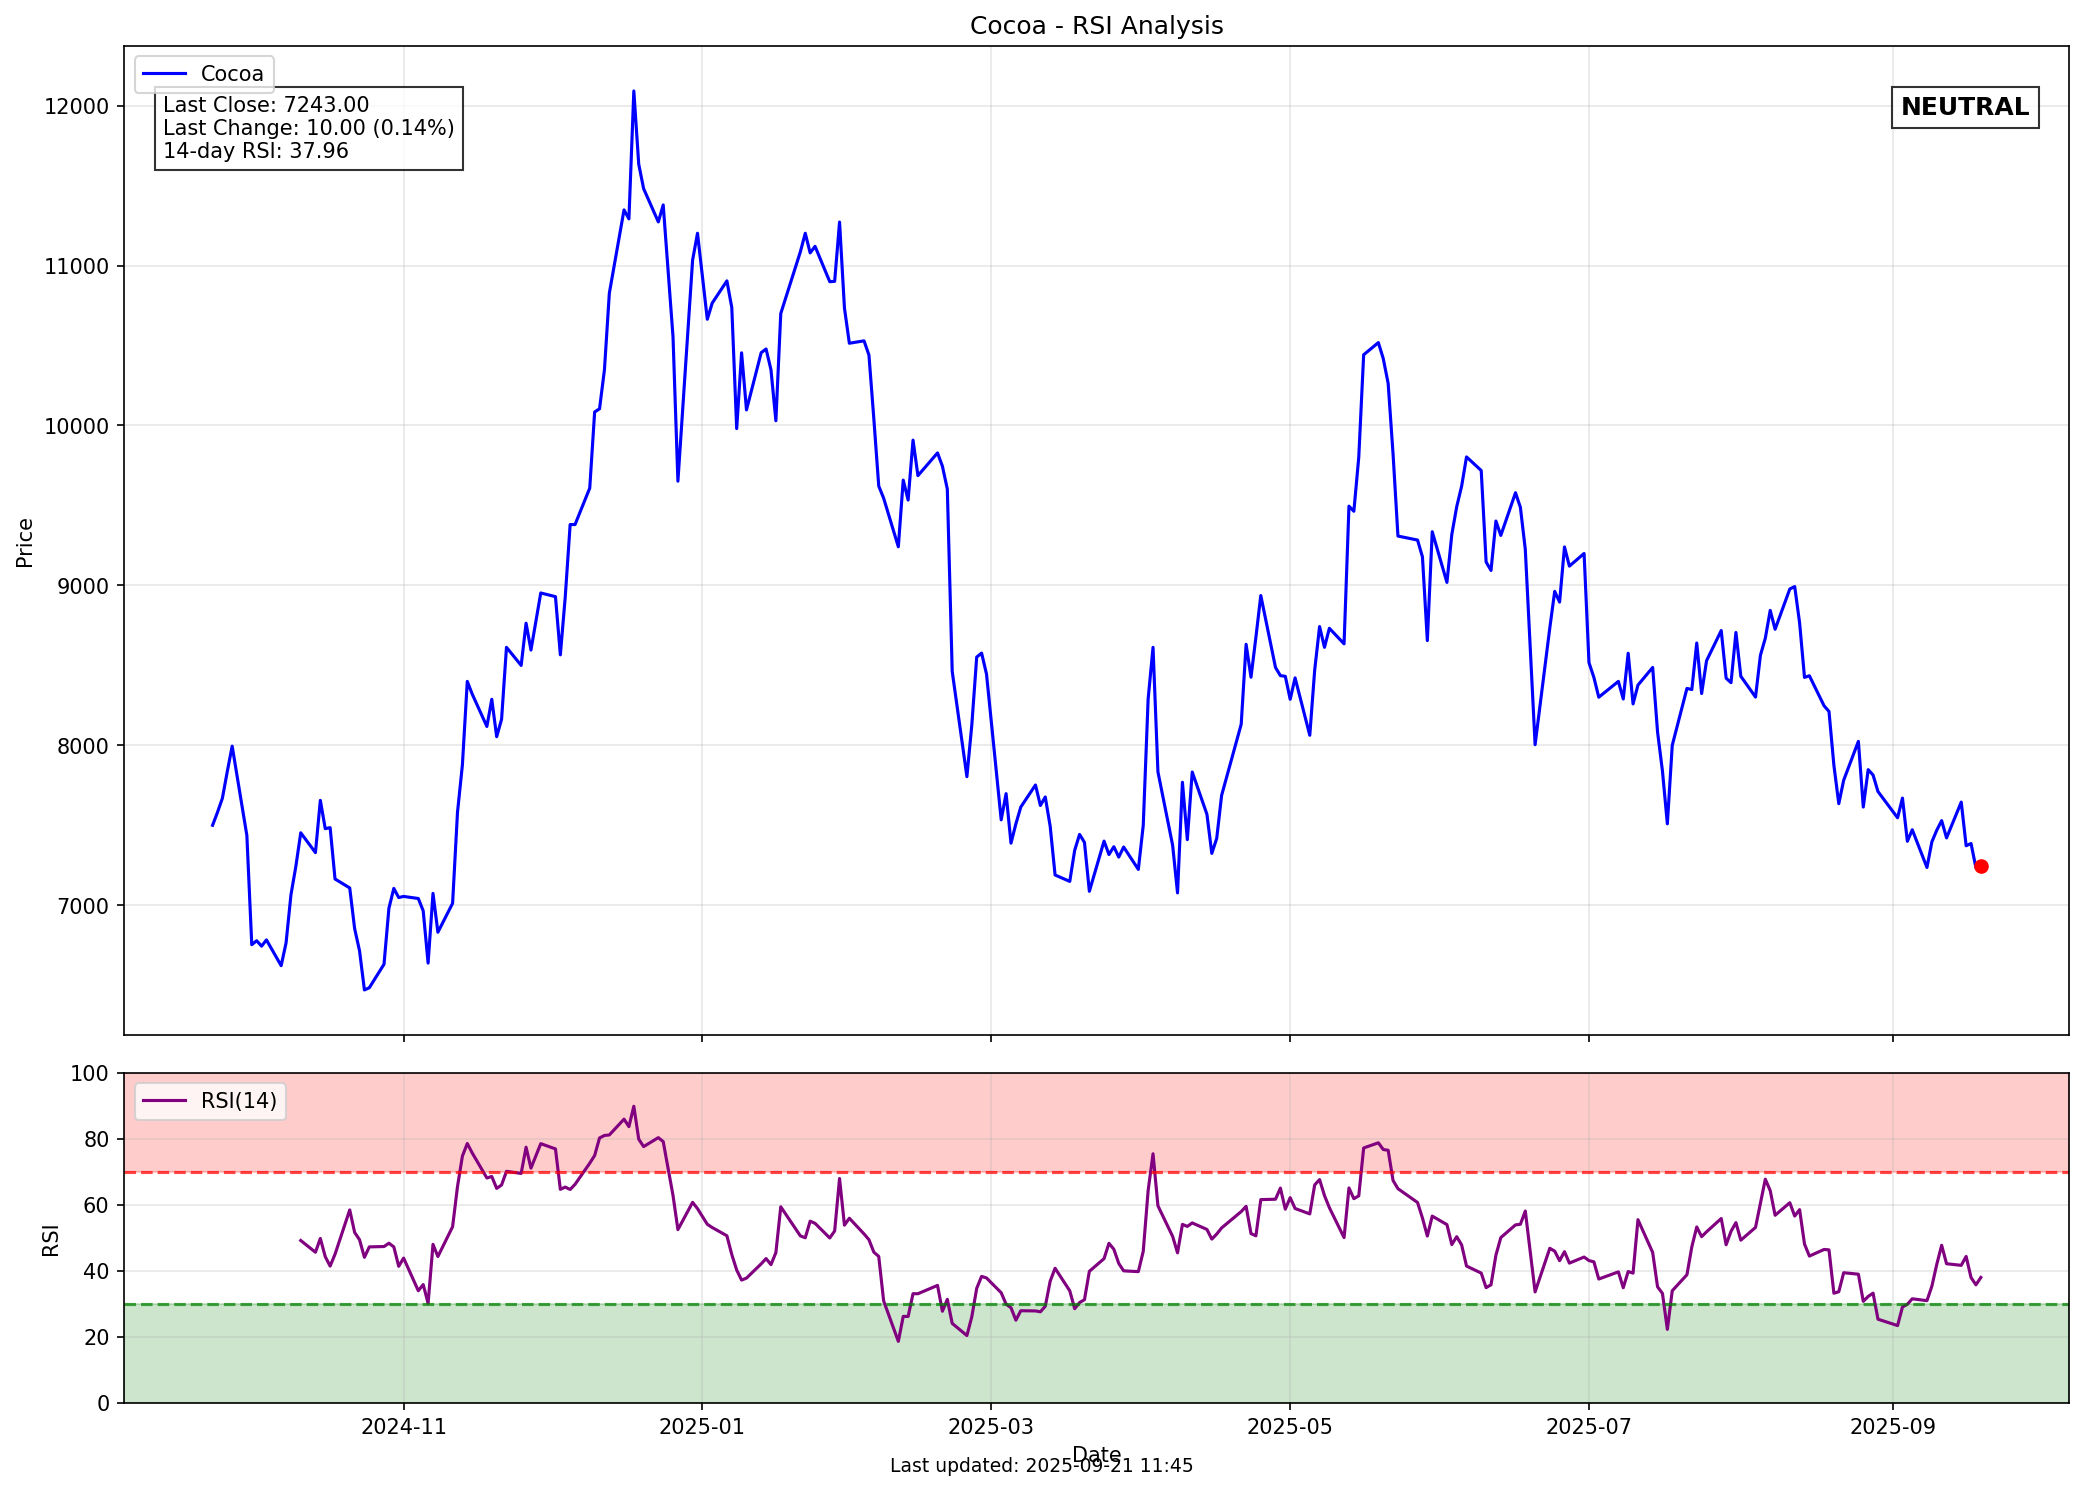 Cocoa - RSI Analysis
Cocoa
Last Close: 7243.00
Last Change: 10.00 (0.14%)
14-day RSI: 37.96
NEUTRAL
12000
11000
10000
9000
8000
7000
Price
RSI(14)
100
80
60
40
20
0
RSI
2024-11
2025-01
2025-03
2025-05
2025-07
2025-09
Date
Last updated: 2025-09-21 11:45